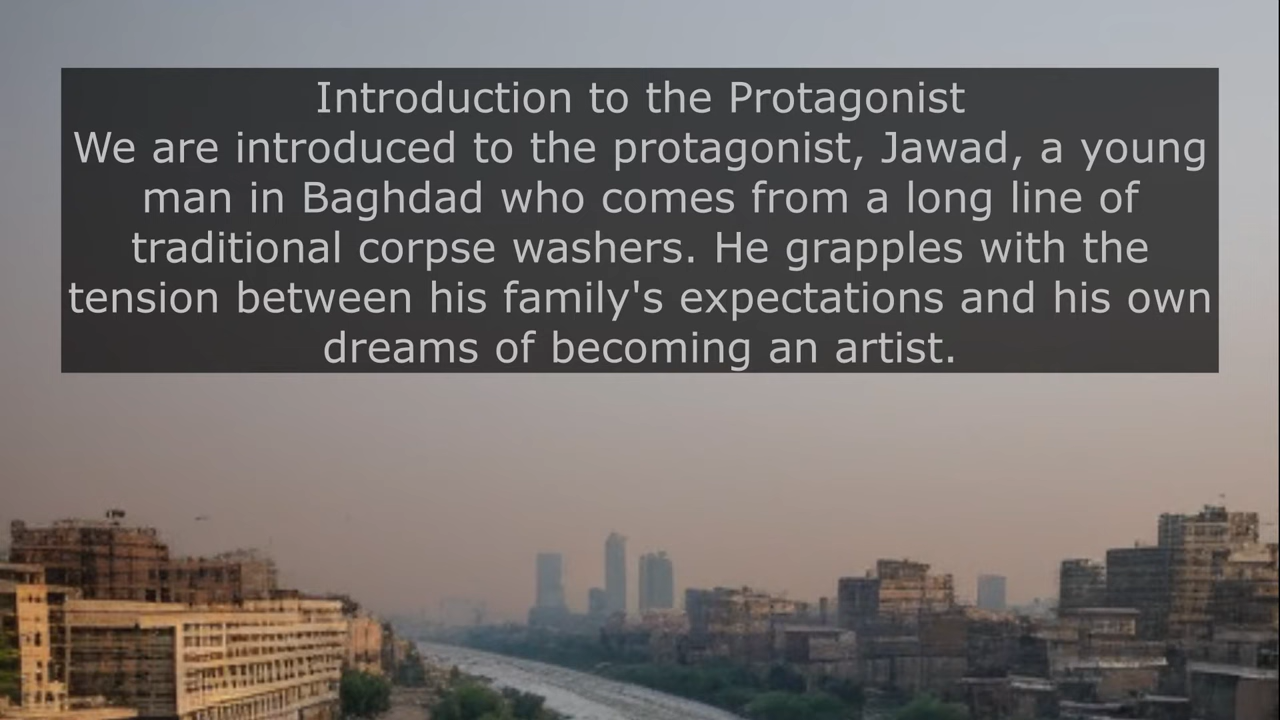 Introduction to the Protagonist
We are introduced to the protagonist, Jawad, a young
man in Baghdad who comes from a long line of
traditional corpse washers. He grapples with the
tension between his family's expectations and his own
dreams of becoming an artist.